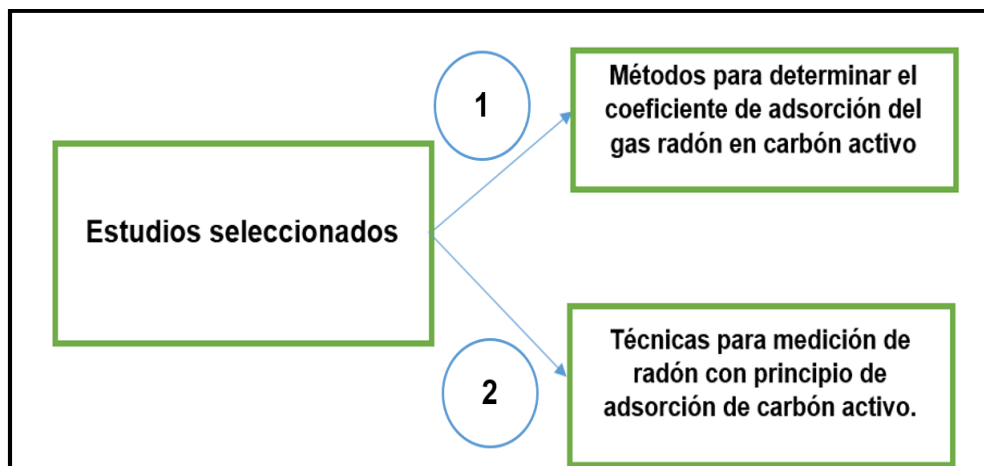 Estudios seleccionados
1
Métodos para determinar el
coeficiente de adsorción del
gas radón en carbón activo
2
Técnicas para medición de
radón con principio de
adsorción de carbón activo.